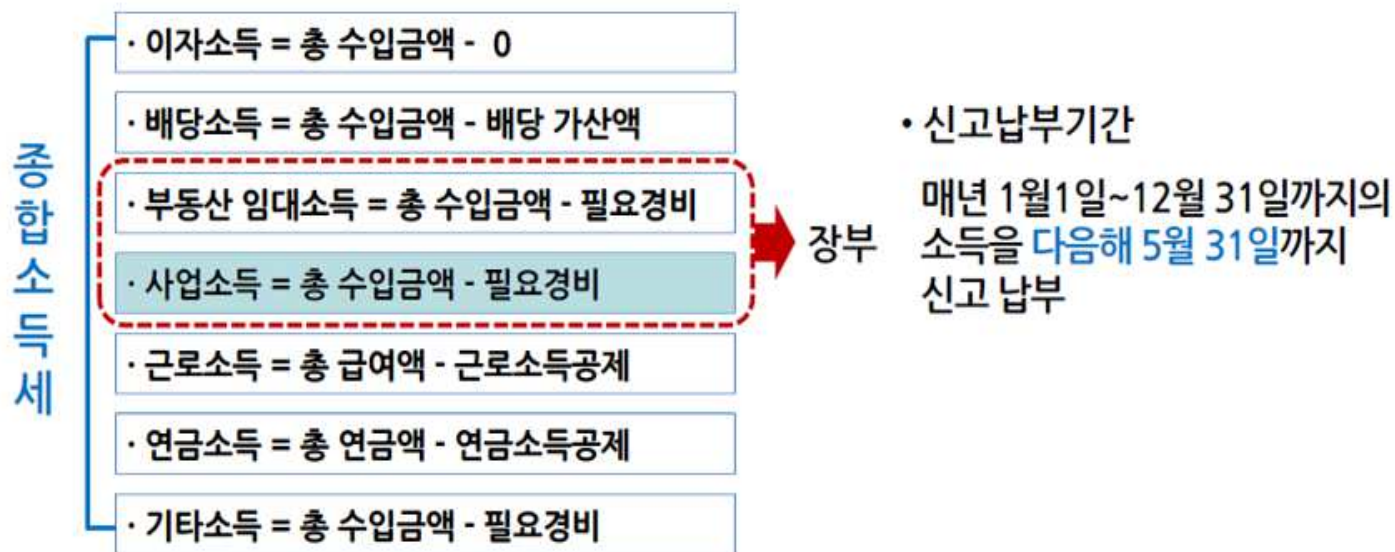 종합소득세
· 이자소득 = 총 수입금액 - 0
· 배당소득 = 총 수입금액 - 배당 가산액
· 부동산 임대소득 = 총 수입금액 - 필요경비
· 사업소득 = 총 수입금액 - 필요경비
· 근로소득 = 총 급여액 - 근로소득공제
· 연금소득 = 총 연금액 - 연금소득공제
· 기타소득 = 총 수입금액 - 필요경비
장부
• 신고납부기간
매년 1월1일~12월 31일까지의
소득을 다음해 5월 31일까지
신고 납부